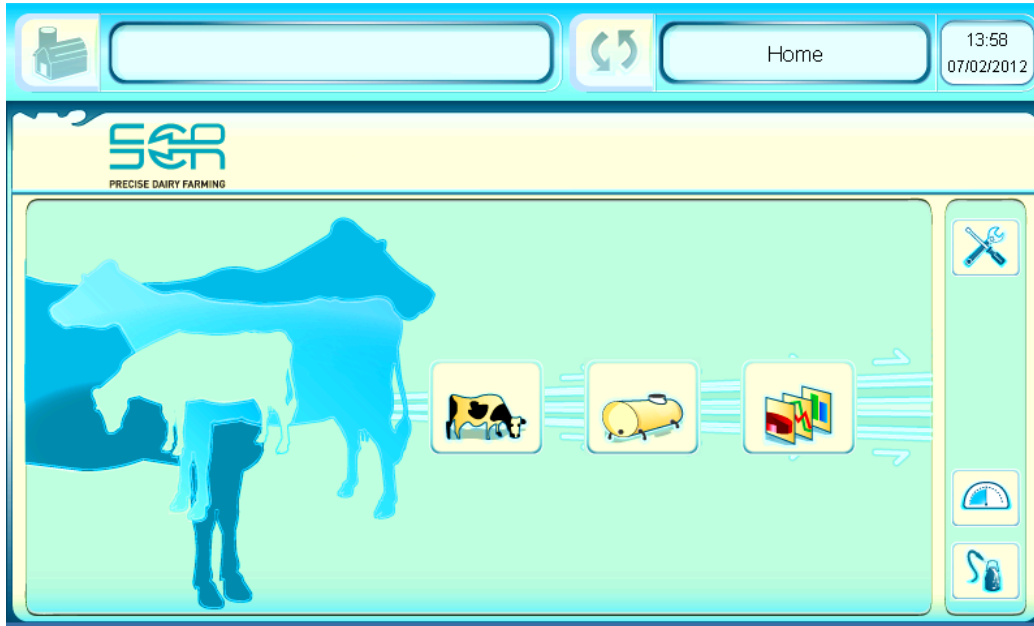 Home
13:58
07/02/2012
SCR
PRECISE DAIRY FARMING